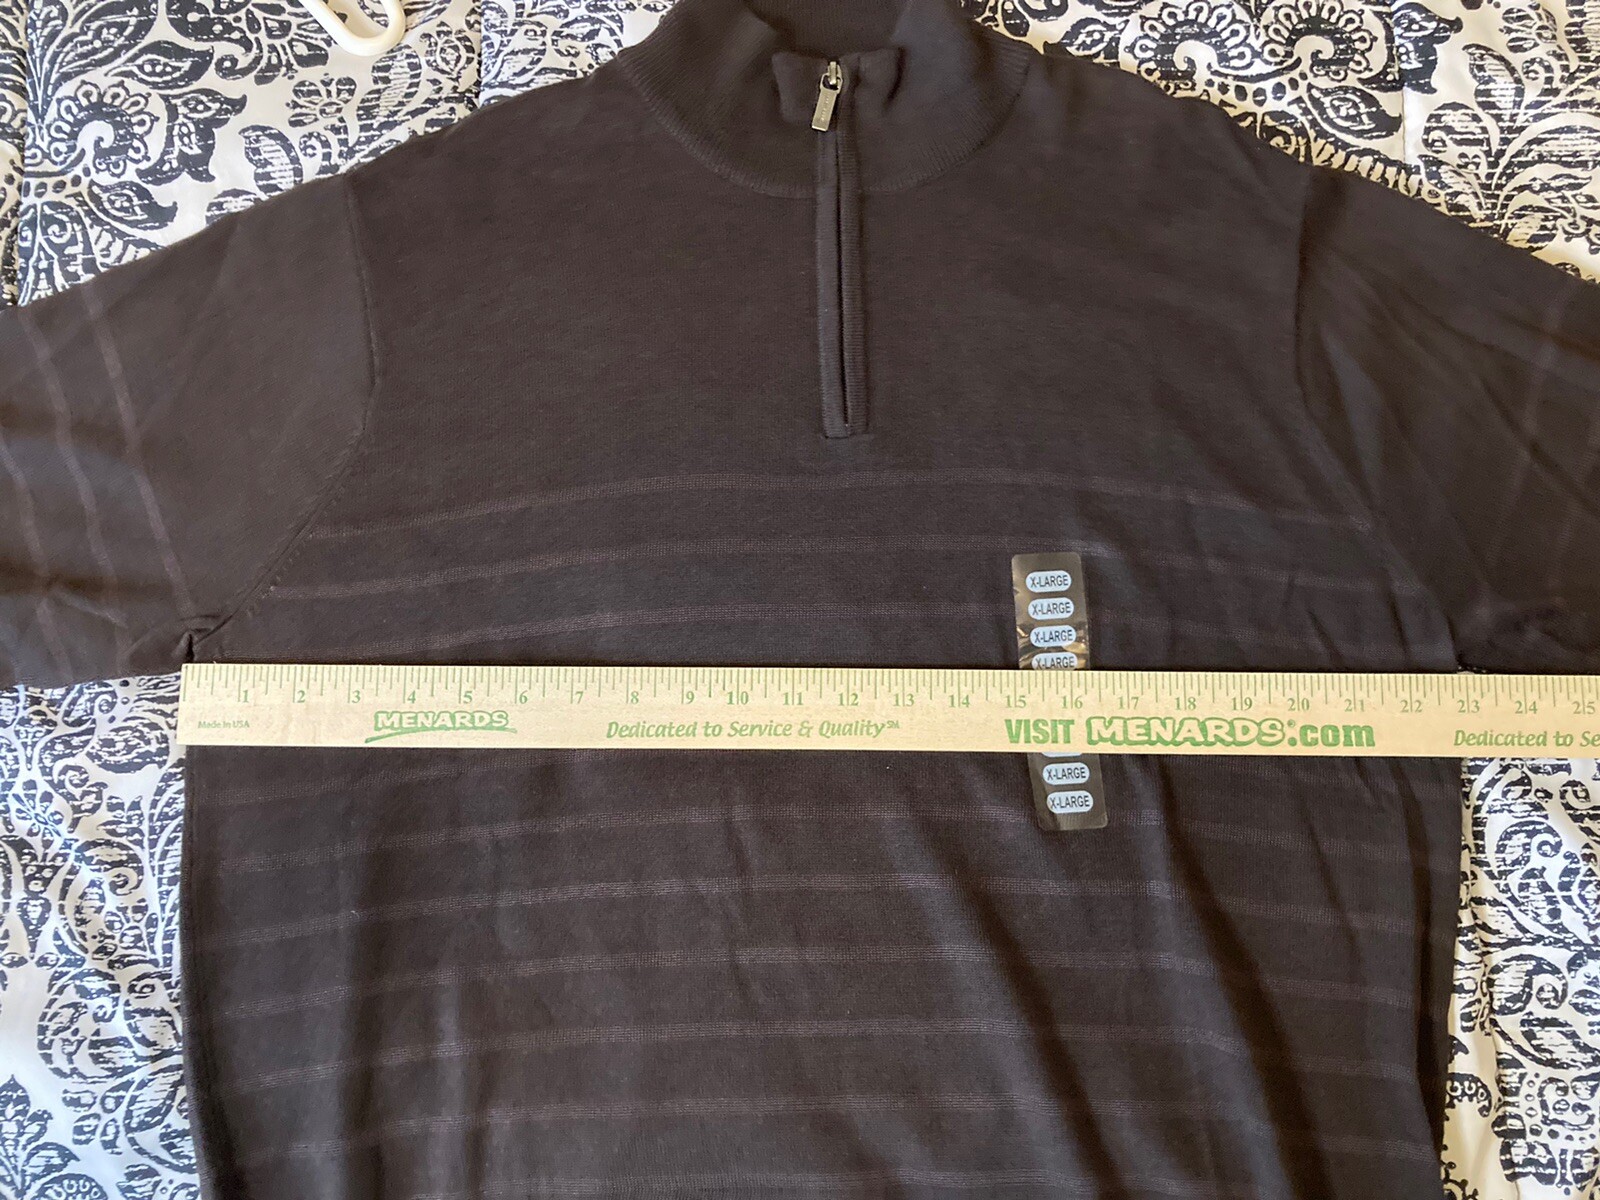 X-LARGE
X-LARGE
X-LARGE
X-LARGE
1 2 3 4 5 6 7 8 9 10 11 12 13 14 15 16 17 18 19 20 21 22 23 24 25
Made in USA MENARDS Dedicated to Service & Quality℠ VISIT MENARDS®.com Dedicated to Se
X-LARGE
X-LARGE